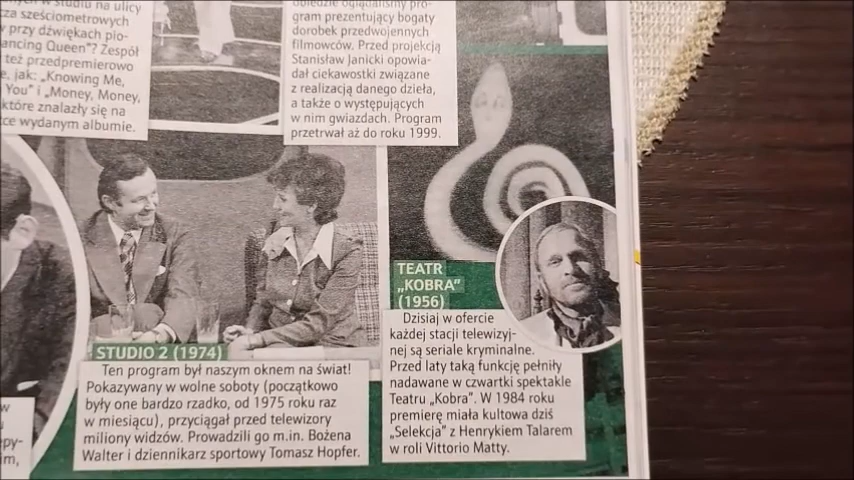 w studiu na ulicy
sześciometrowych
przy dźwiękach pio-
ancing Queen"? Zespół
też przedpremierowo
e, jak: „Knowing Me,
You" i „Money, Money,
które znalazły się na
wydanym albumie.
oglądaliśmy pro-
gram prezentujący bogaty
dorobek przedwojennych
filmowców. Przed projekcją
Stanisław Janicki opowia-
dał ciekawostki związane
z realizacją danego dzieła,
a także o występujących
w nim gwiazdach. Program
przetrwał aż do roku 1999.
STUDIO 2 (1974)
Ten program był naszym oknem na świat!
Pokazywany w wolne soboty (początkowo
były one bardzo rzadko, od 1975 roku raz
w miesiącu), przyciągał przed telewizory
miliony widzów. Prowadzili go m.in. Bożena
Walter i dziennikarz sportowy Tomasz Hopfer.
TEATR
„KOBRA"
(1956)
Dzisiaj w ofercie
każdej stacji telewizyj-
nej są seriale kryminalne.
Przed laty taką funkcję pełniły
nadawane w czwartki spektakle
Teatru „Kobra". W 1984 roku
premierę miała kultowa dziś
„Selekcja" z Henrykiem Talarem
w roli Vittorio Matty.